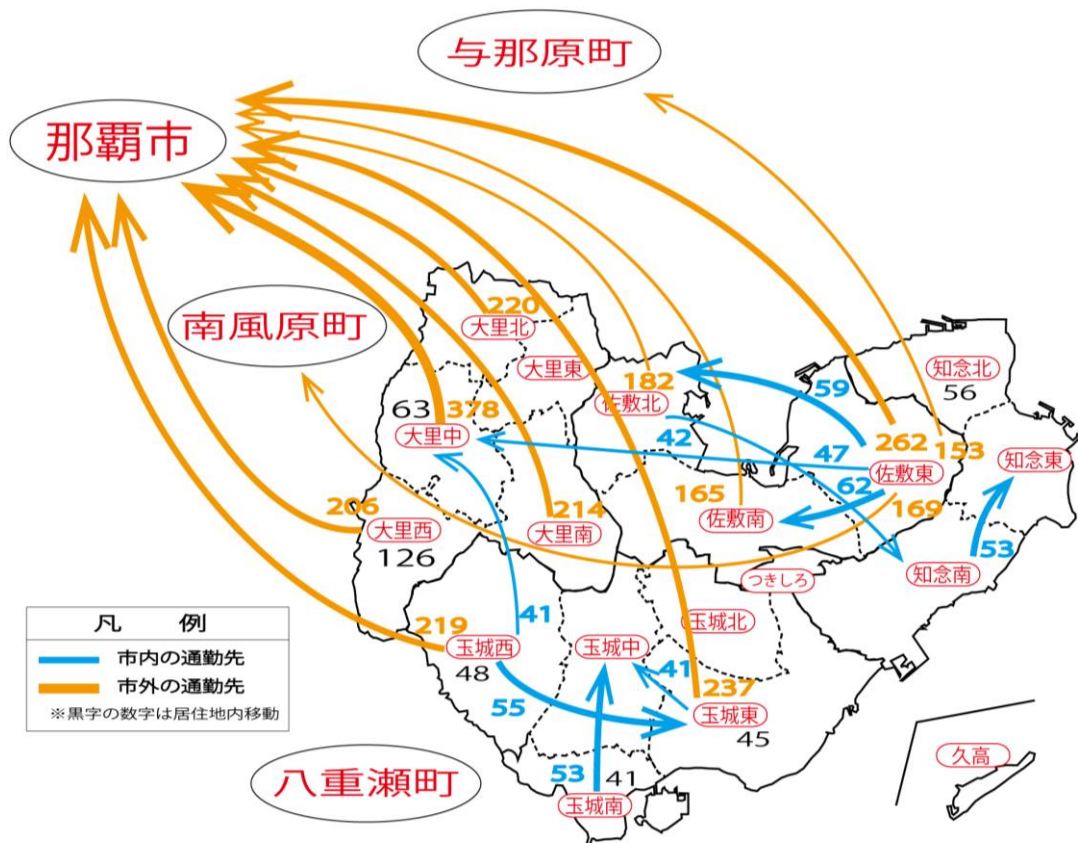 与那原町
那覇市
南風原町
220
大里北
大里東
182
佐敷北
59
知念北
56
63
378
大里中
42
47
262
153
佐敷東
知念東
62
165
佐敷南
169
206
大里西
126
214
大里南
53
知念南
つきしろ
凡　例
市内の通勤先
市外の通勤先
※黒字の数字は居住地内移動
219
玉城西
48
41
玉城中
玉城北
41
237
玉城東
45
55
53
41
玉城南
八重瀬町
久高